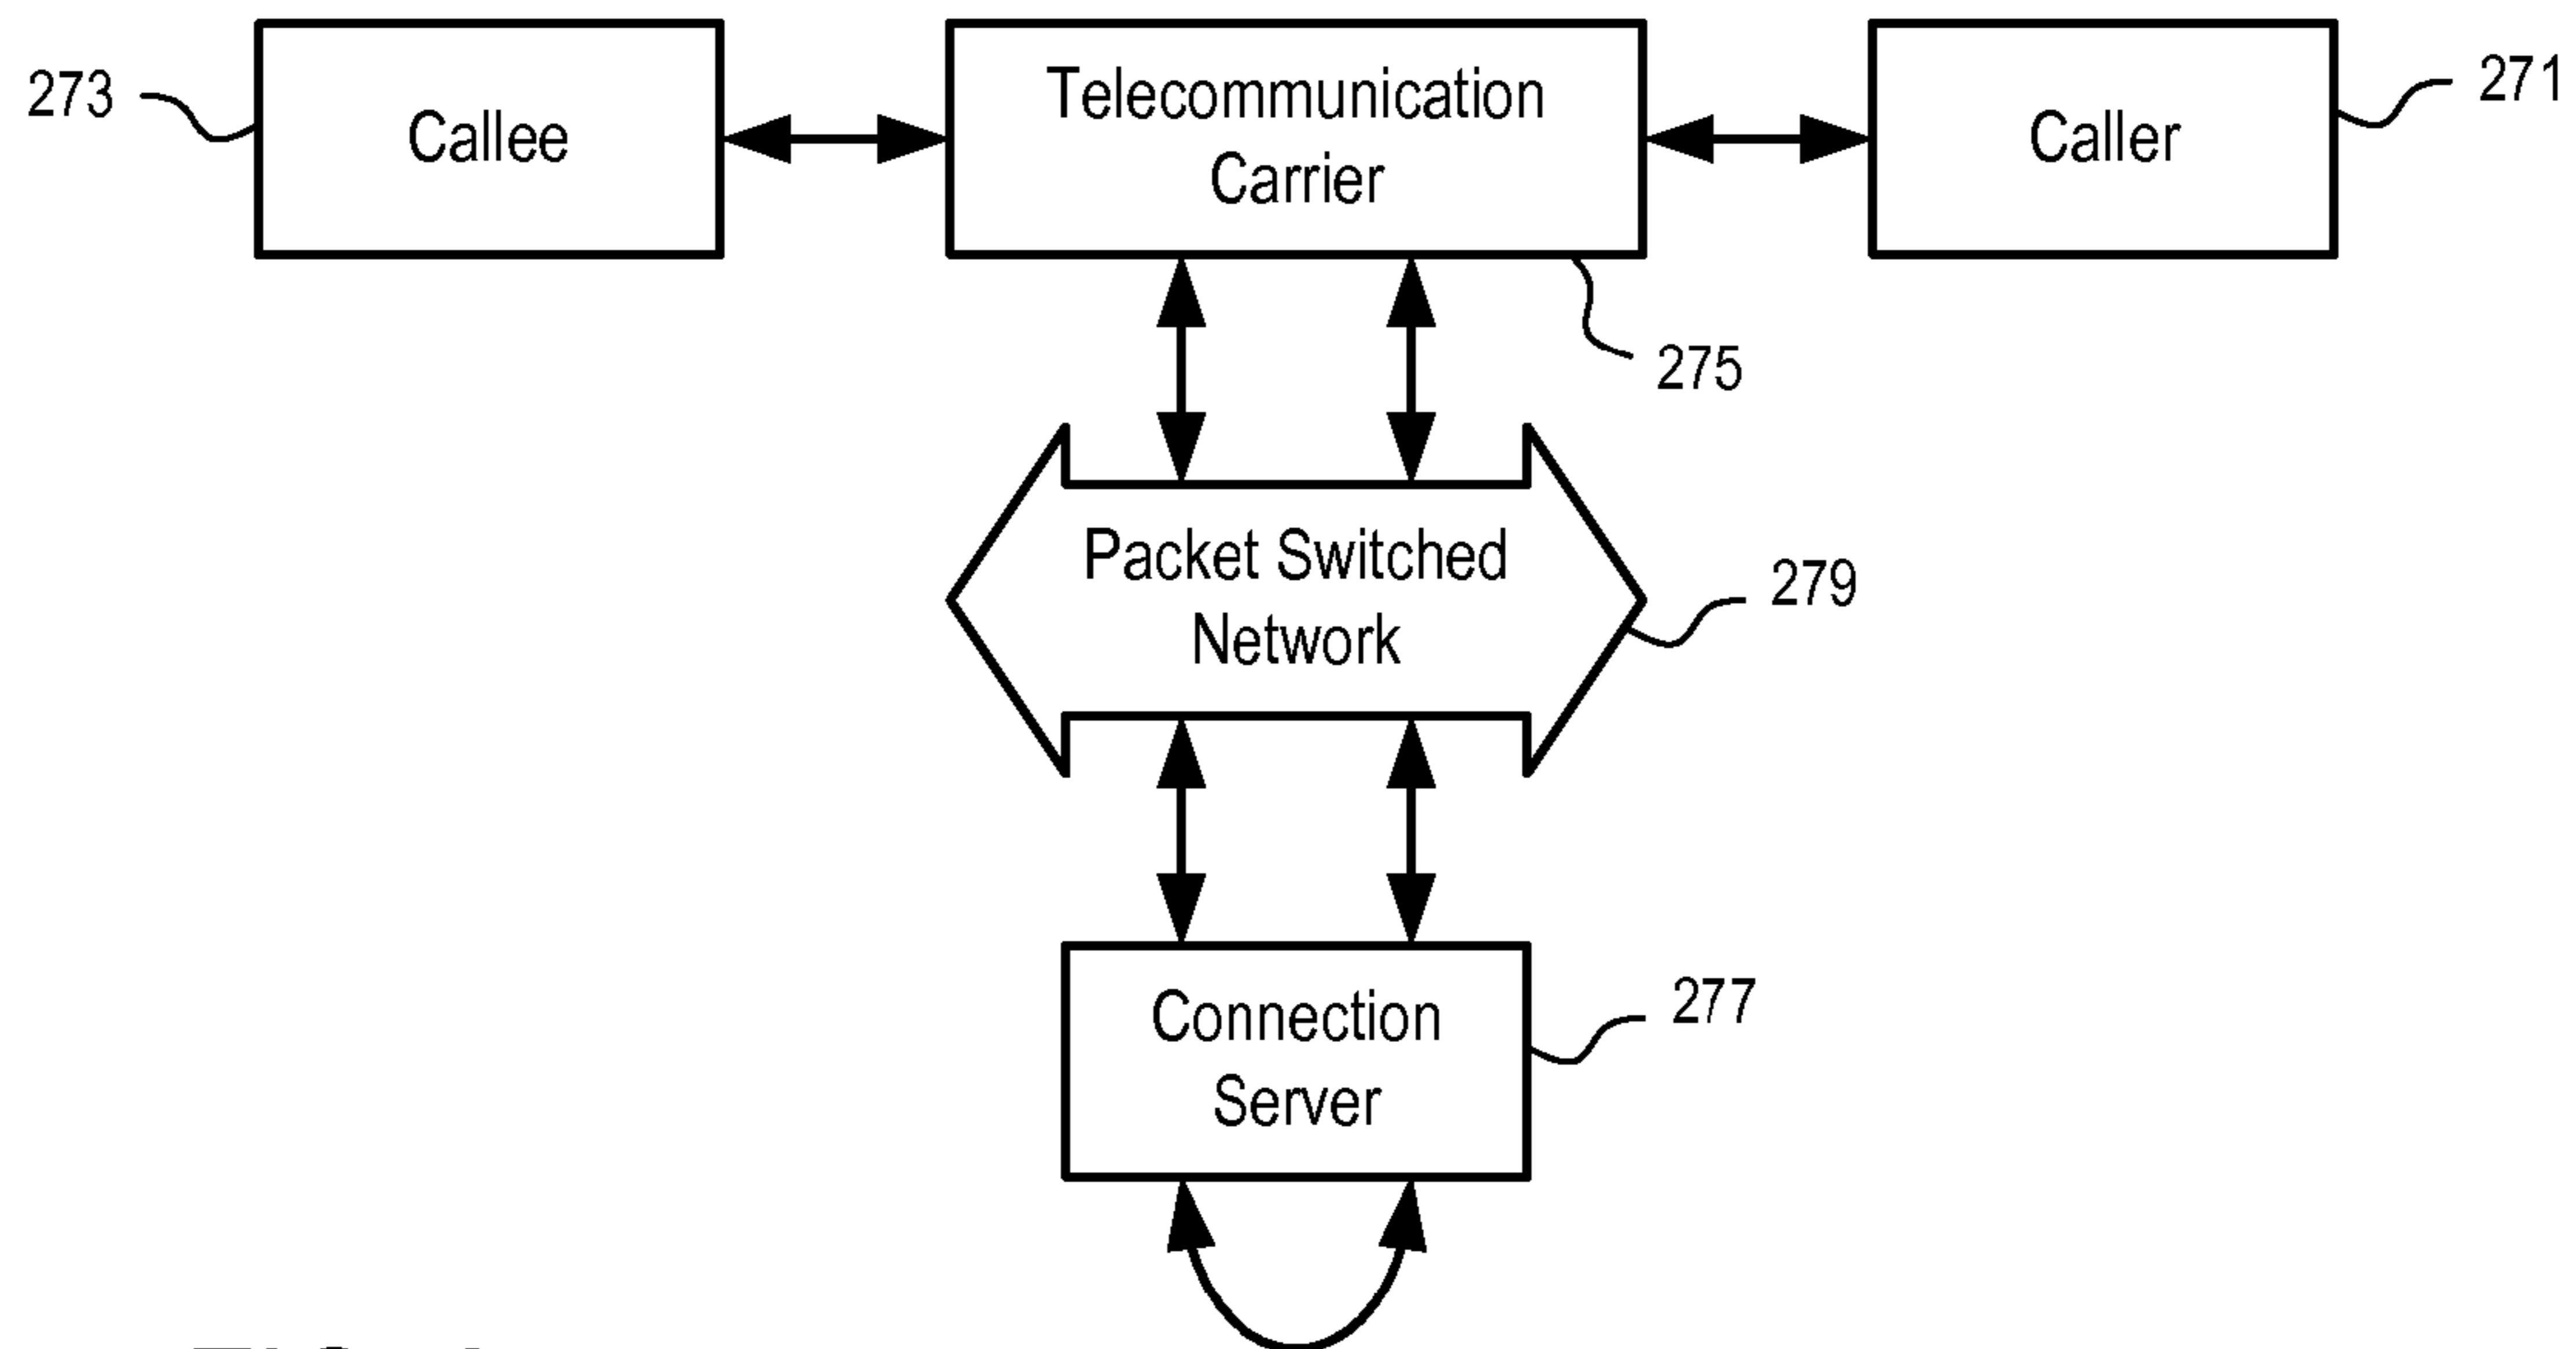 273
Callee
Telecommunication
Carrier
Caller
271
275
Packet Switched
Network
279
Connection
Server
277